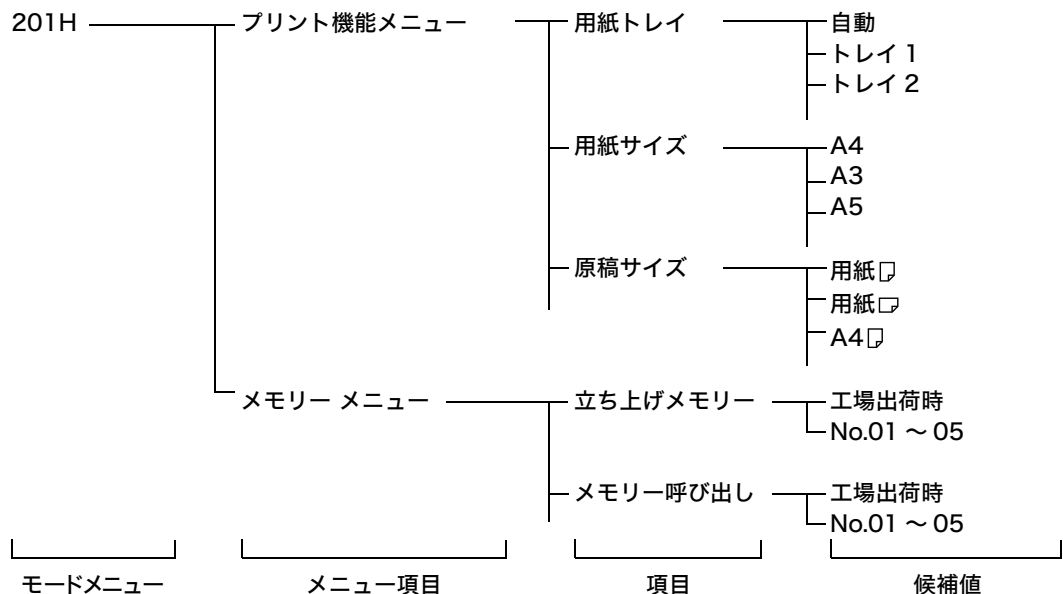 201H プリント機能メニュー 用紙トレイ 自動
トレイ 1
トレイ 2
用紙サイズ A4
A3
A5
原稿サイズ 用紙
用紙
A4
メモリー メニュー 立ち上げメモリー 工場出荷時
No.01 ～ 05
メモリー呼び出し 工場出荷時
No.01 ～ 05
モードメニュー メニュー項目 項目 候補値